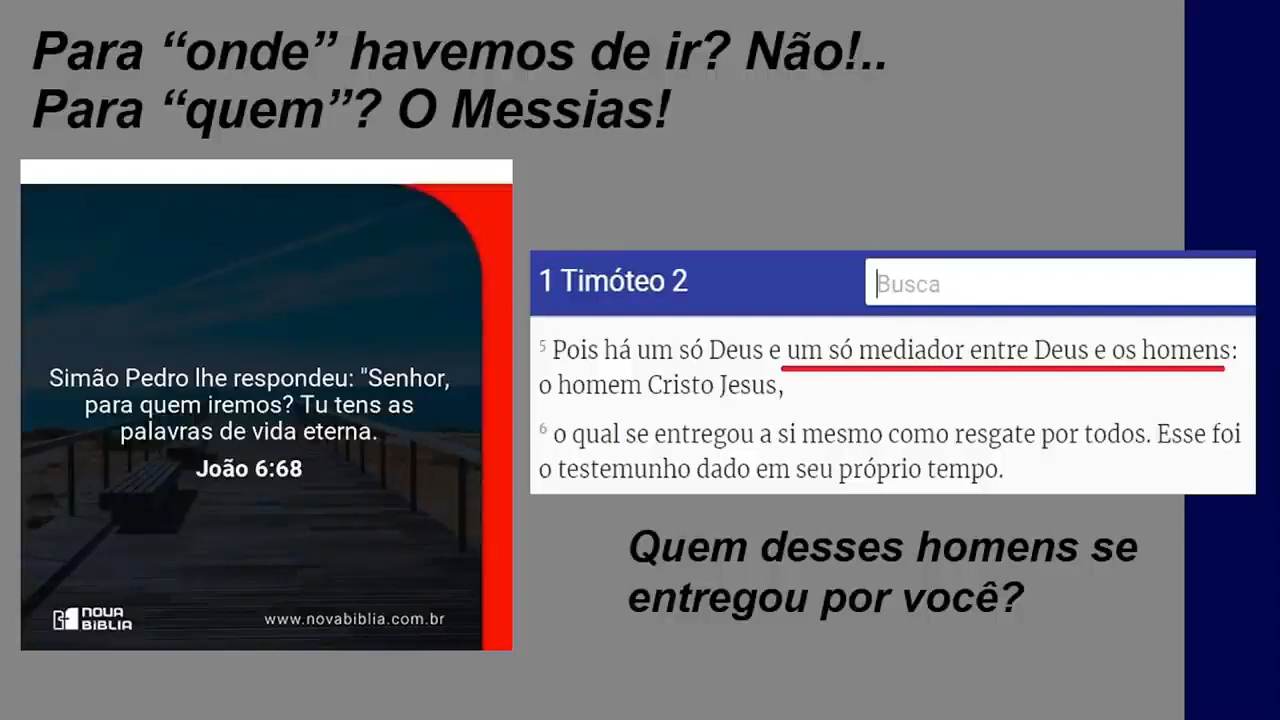 Para “onde” havemos de ir? Não!..
Para “quem”? O Messias!
Simão Pedro lhe respondeu: "Senhor,
para quem iremos? Tu tens as
palavras de vida eterna.
João 6:68
NOVA
BIBLIA
www.novabiblia.com.br
1 Timóteo 2
Busca
5 Pois há um só Deus e um só mediador entre Deus e os homens:
o homem Cristo Jesus,
6 o qual se entregou a si mesmo como resgate por todos. Esse foi
o testemunho dado em seu próprio tempo.
Quem desses homens se
entregou por você?